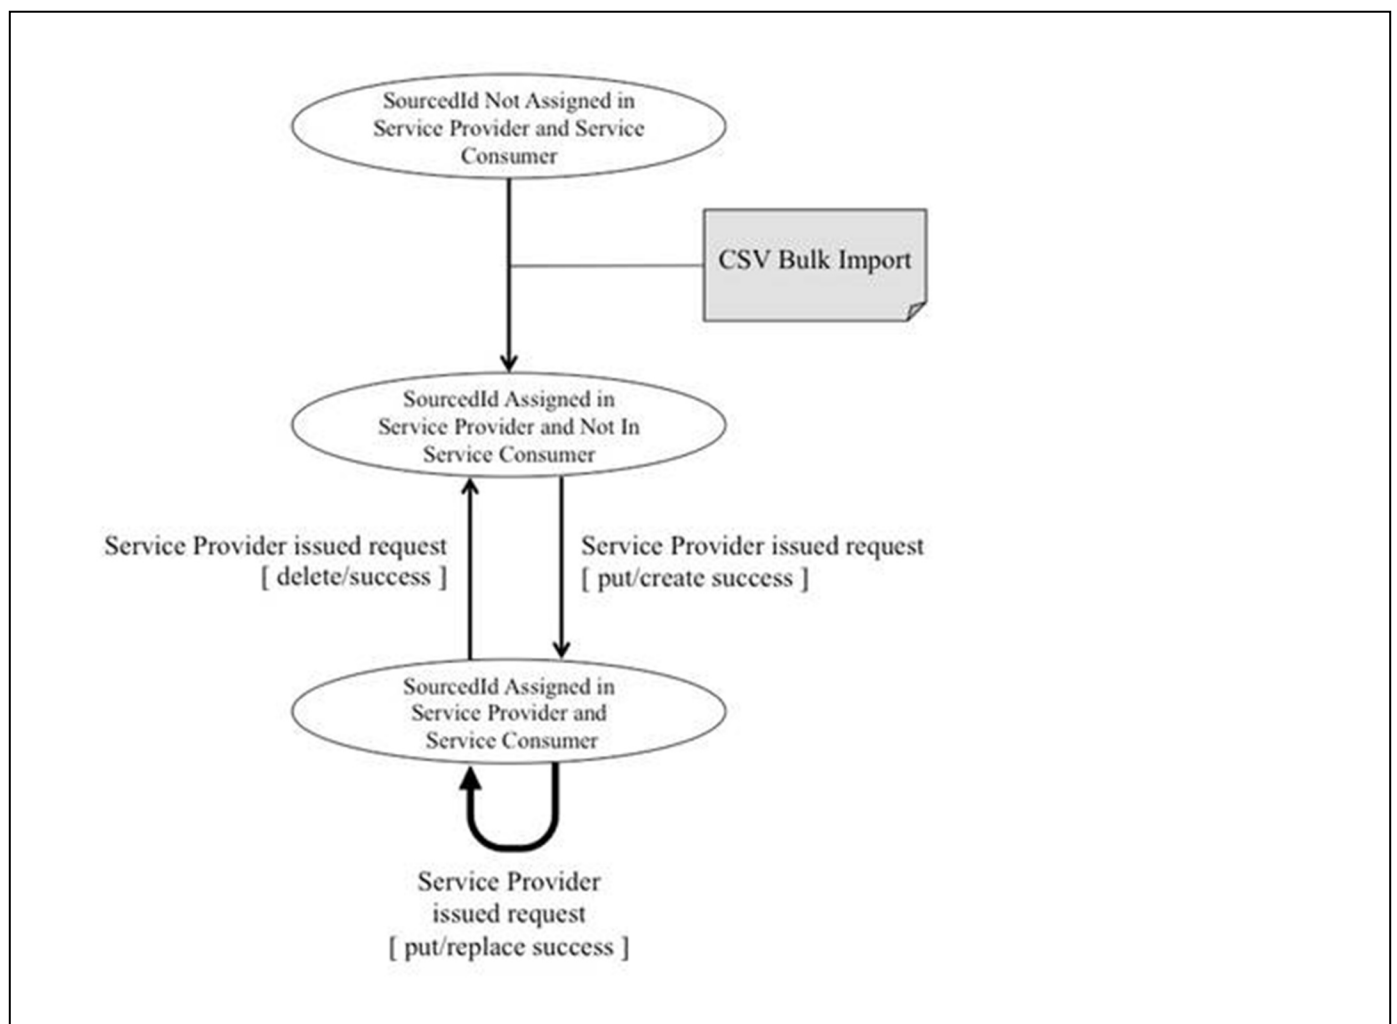 SourcedId Not Assigned in
Service Provider and Service
Consumer
CSV Bulk Import
SourcedId Assigned in
Service Provider and Not In
Service Consumer
Service Provider issued request
[ delete/success ]
Service Provider issued request
[ put/create success ]
SourcedId Assigned in
Service Provider and
Service Consumer
Service Provider
issued request
[ put/replace success ]